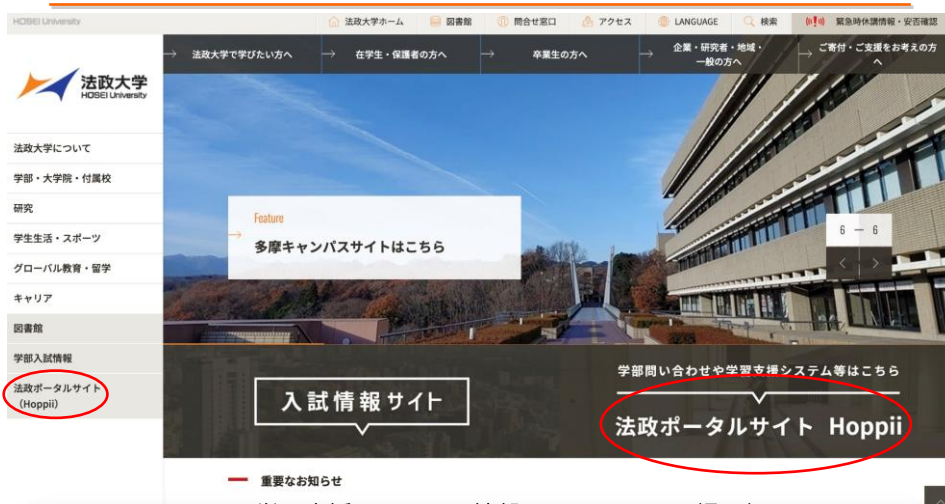 HOSEI University
法政大学ホーム
図書館
問合せ窓口
アクセス
LANGUAGE
検索
緊急時休講情報・安否確認
法政大学で学びたい方へ
在学生・保護者の方へ
卒業生の方へ
企業・研究者・地域・
一般の方へ
ご寄付・ご支援をお考えの方
へ
法政大学
HOSEI University
法政大学について
学部・大学院・付属校
研究
学生生活・スポーツ
グローバル教育・留学
キャリア
図書館
学部入試情報
法政ポータルサイト
（Hoppii）
Feature
多摩キャンパスサイトはこちら
6 — 6
入試情報サイト
学部問い合わせや学習支援システム等はこちら
法政ポータルサイト Hoppii
重要なお知らせ